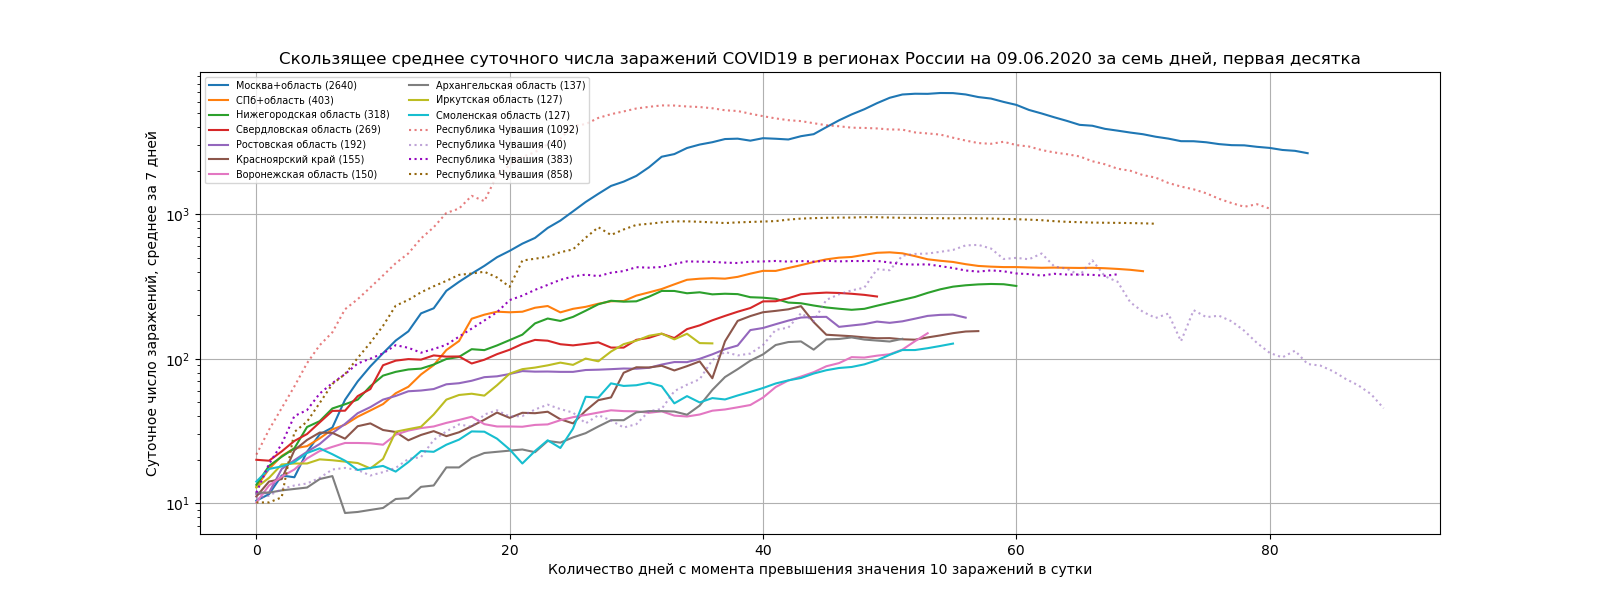 Скользящее среднее суточного числа заражений COVID19 в регионах России на 09.06.2020 за семь дней, первая десятка
Москва+область (2640)
СПб+область (403)
Нижегородская область (318)
Свердловская область (269)
Ростовская область (192)
Красноярский край (155)
Воронежская область (150)
Архангельская область (137)
Иркутская область (127)
Смоленская область (127)
Республика Чувашия (1092)
Республика Чувашия (40)
Республика Чувашия (383)
Республика Чувашия (858)
Суточное число заражений, среднее за 7 дней
10³
10²
10¹
0 20 40 60 80
Количество дней с момента превышения значения 10 заражений в сутки